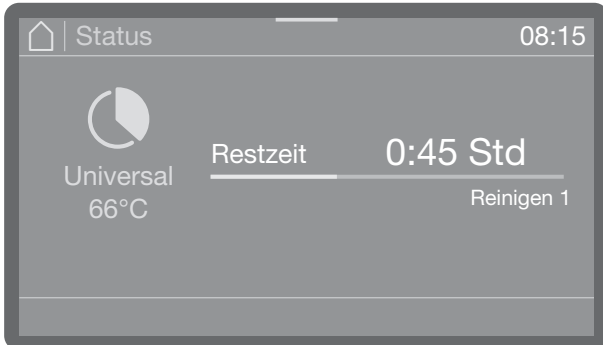 Status 08:15
Restzeit 0:45 Std
Universal
66°C
Reinigen 1